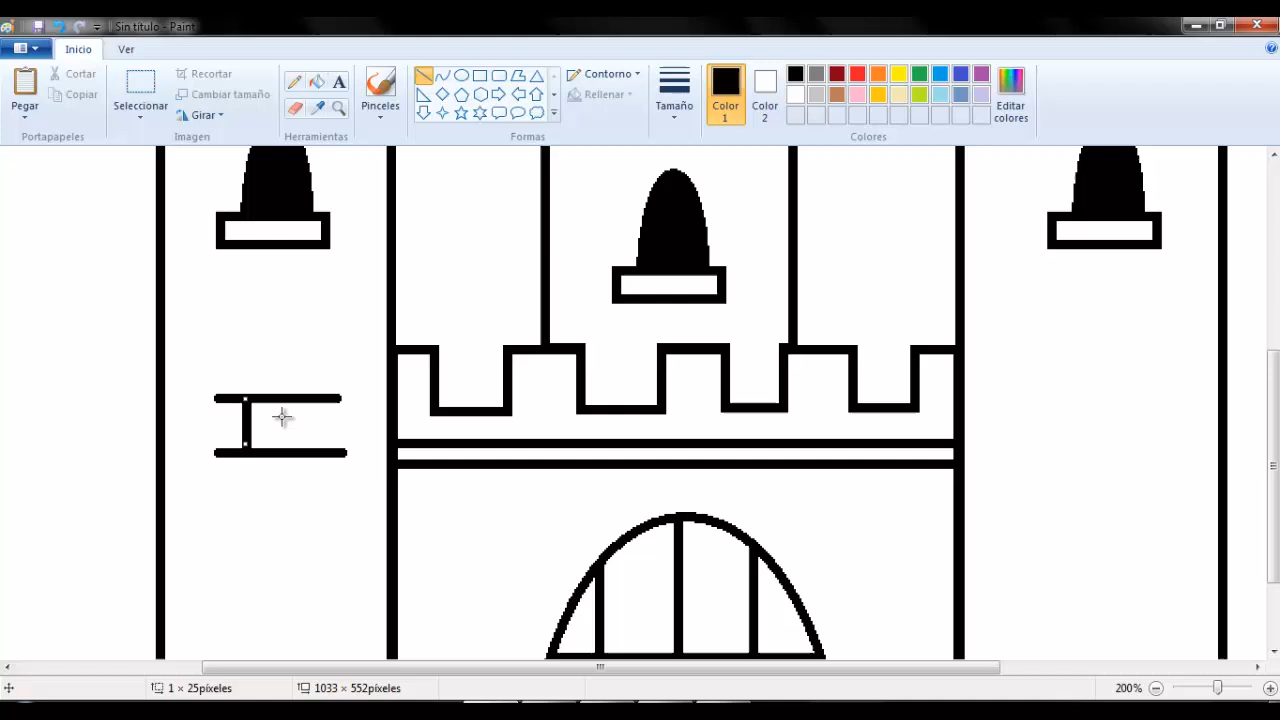 Sin título - Paint
Inicio Ver
Pegar
Cortar
Copiar
Portapapeles
Seleccionar
Recortar
Cambiar tamaño
Girar
Imagen
A
Herramientas
Pinceles
Contorno
Rellenar
Formas
Tamaño
Color
1
Color
2
Editar
colores
Colores
1 × 25píxeles
1033 × 552píxeles
200%